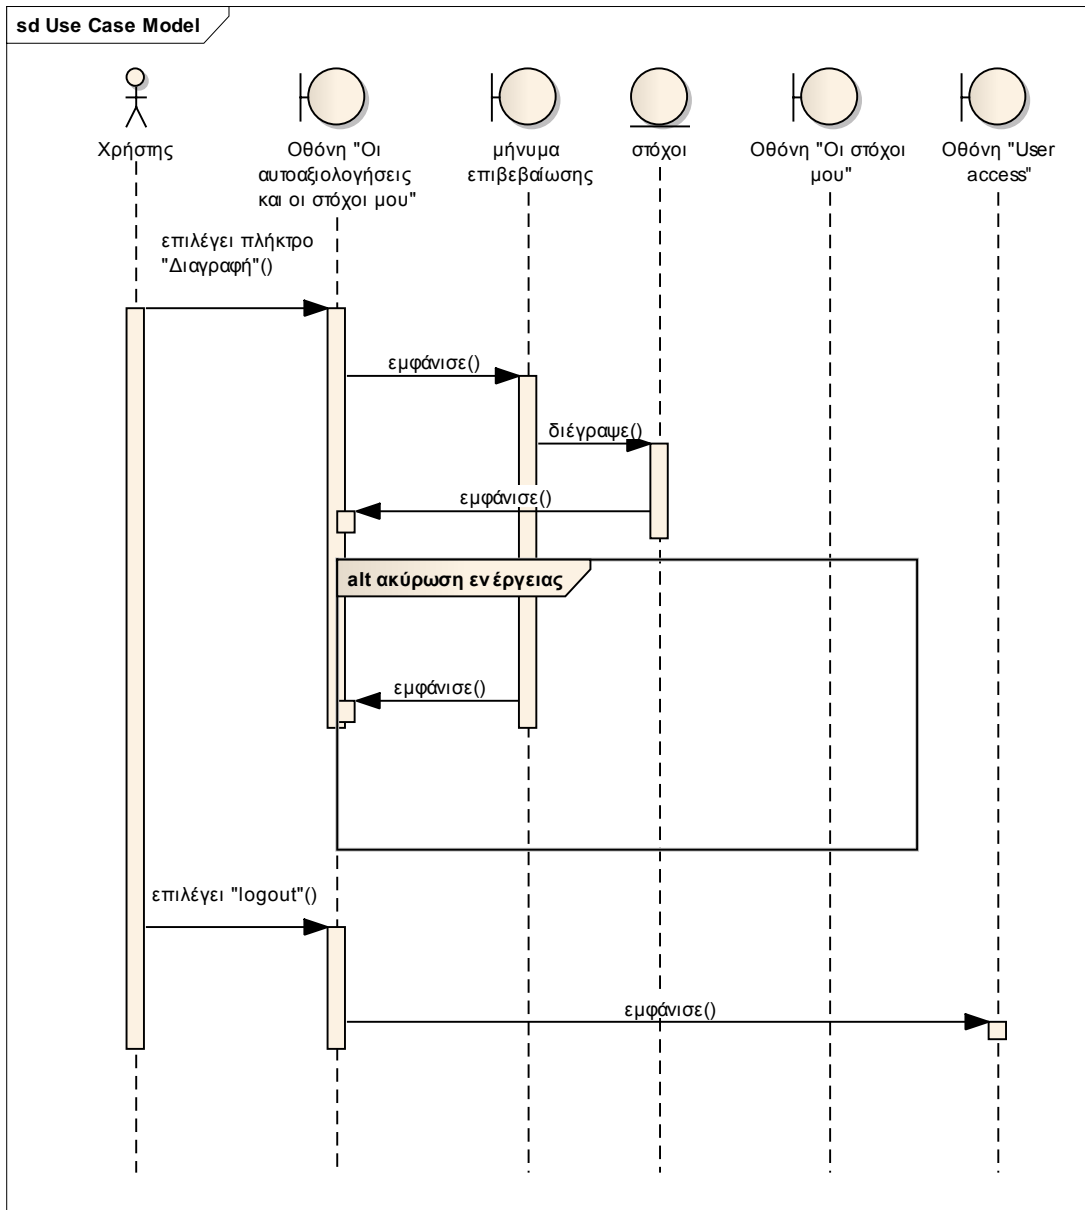 sd Use Case Model
Χρήστης
Οθόνη "Οι
αυτοαξιολογήσεις
και οι στόχοι μου"
μήνυμα
επιβεβαίωσης
στόχοι
Οθόνη "Οι στόχοι
μου"
Οθόνη "User
access"
επιλέγει πλήκτρο
"Διαγραφή"()
εμφάνισε()
διέγραψε()
εμφάνισε()
alt ακύρωση ενέργειας
εμφάνισε()
επιλέγει "logout"()
εμφάνισε()